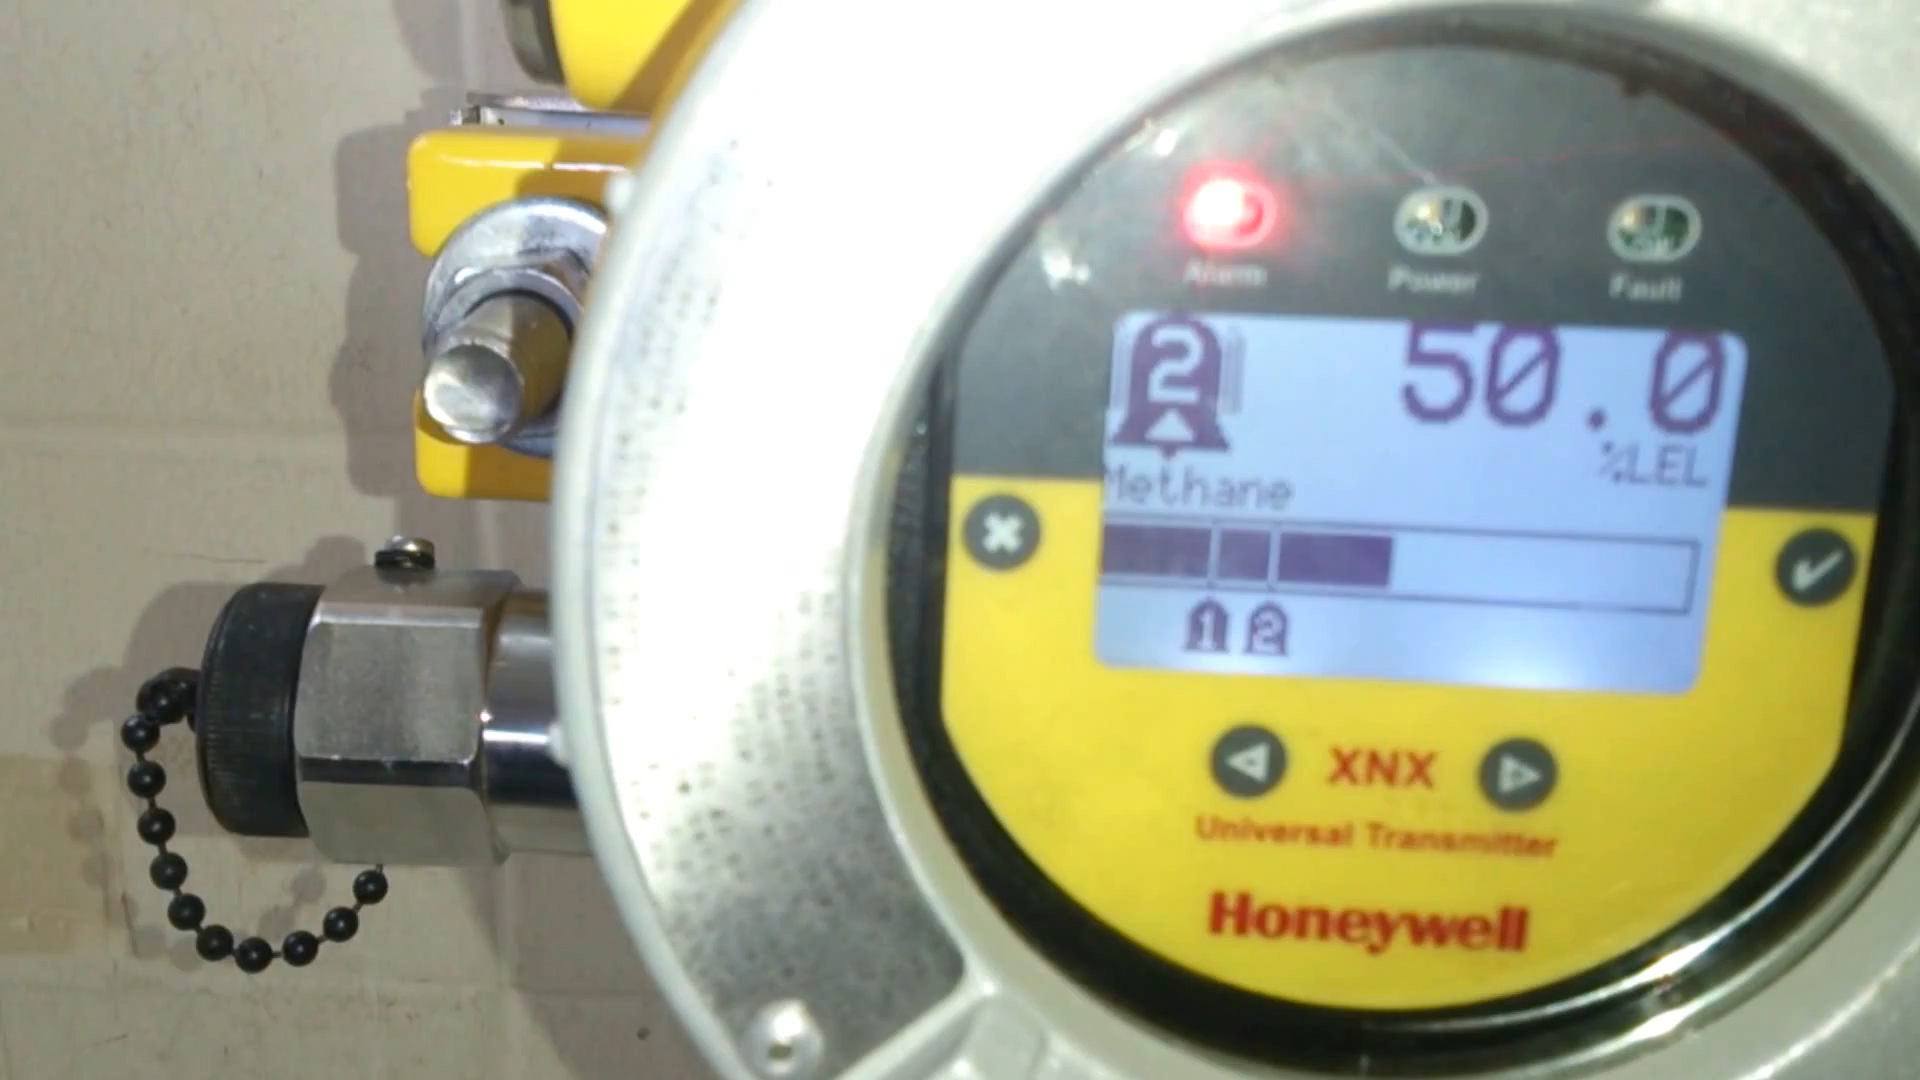 Alarm Power Fault
2 50.0
%LEL
Methane
1 2
XNX
Universal Transmitter
Honeywell